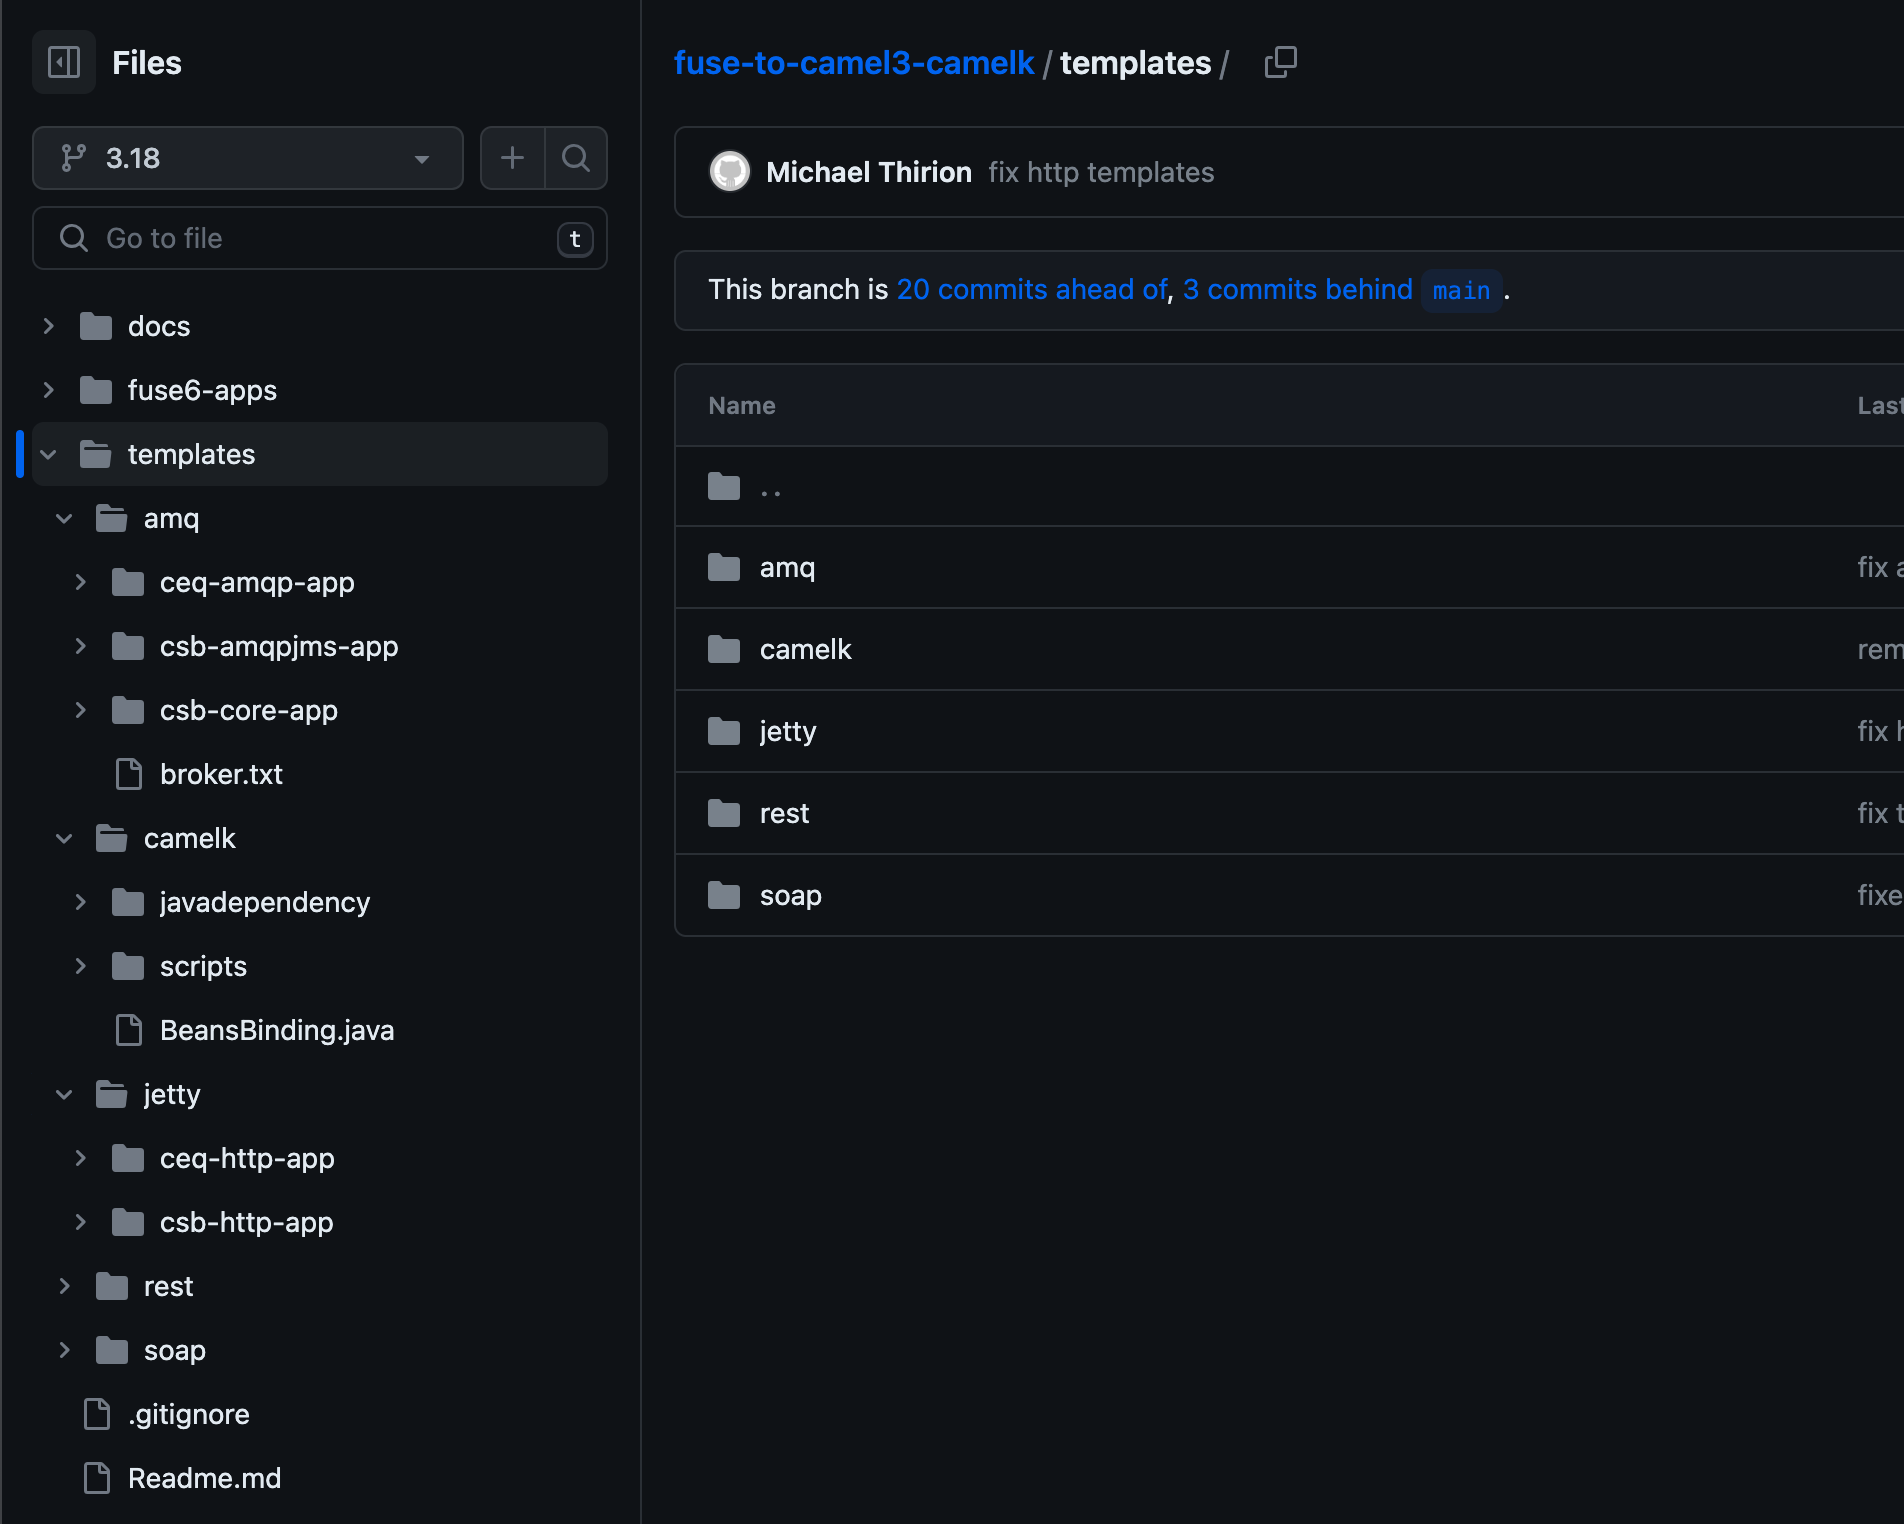 Files
3.18
Go to file
t
docs
fuse6-apps
templates
amq
ceq-amqp-app
csb-amqpjms-app
csb-core-app
broker.txt
camelk
javadependency
scripts
BeansBinding.java
jetty
ceq-http-app
csb-http-app
rest
soap
.gitignore
Readme.md
fuse-to-camel3-camelk / templates /
Michael Thirion fix http templates
This branch is 20 commits ahead of, 3 commits behind main .
Name
..
amq
fix
camelk
jetty
fix
rest
fix
soap